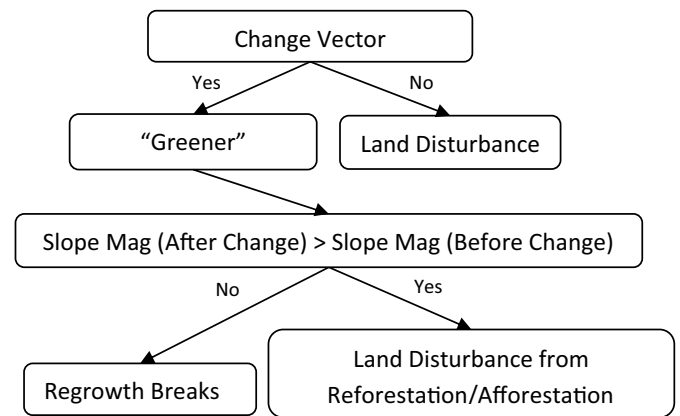 Change Vector
Yes
No
“Greener”
Land Disturbance
Slope Mag (After Change) > Slope Mag (Before Change)
No
Yes
Regrowth Breaks
Land Disturbance from
Reforestation/Afforestation